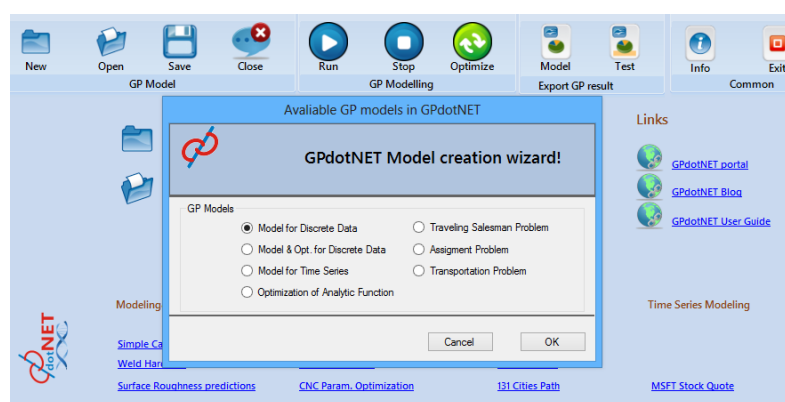 New Open Save Close Run Stop Optimize Model Test Info Exit
GP Model GP Modelling Export GP result Common
Avaliable GP models in GPdotNET
GPdotNET Model creation wizard!
GP Models
Model for Discrete Data
Model & Opt. for Discrete Data
Model for Time Series
Optimization of Analytic Function
Traveling Salesman Problem
Assigment Problem
Transportation Problem
Cancel OK
Links
GPdotNET portal
GPdotNET Blog
GPdotNET User Guide
Modeling
Time Series Modeling
dotNET
Simple Ca
Weld Har
Surface Roughness predictions
CNC Param. Optimization
131 Cities Path
MSFT Stock Quote